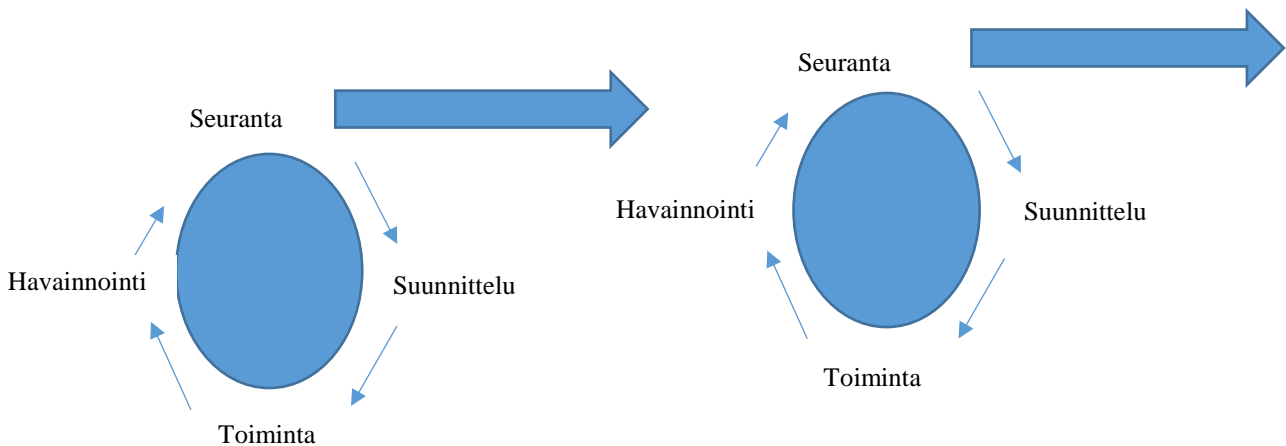 Seuranta
Havainnointi
Suunnittelu
Toiminta
Seuranta
Havainnointi
Suunnittelu
Toiminta